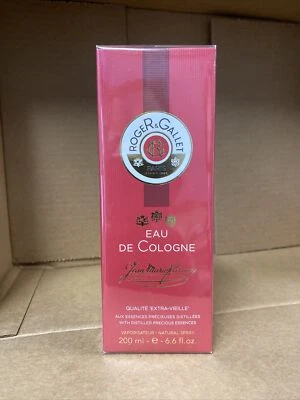 ROGER & GALLET
PARIS
EAU
DE COLOGNE
Jean Marie Farina
QUALITÉ "EXTRA-VIEILLE"
AUX ESSENCES PRÉCIEUSES DISTILLÉES
WITH DISTILLED PRECIOUS ESSENCES
VAPORISATEUR - NATURAL SPRAY
200 ml - e - 6.6 fl.oz.